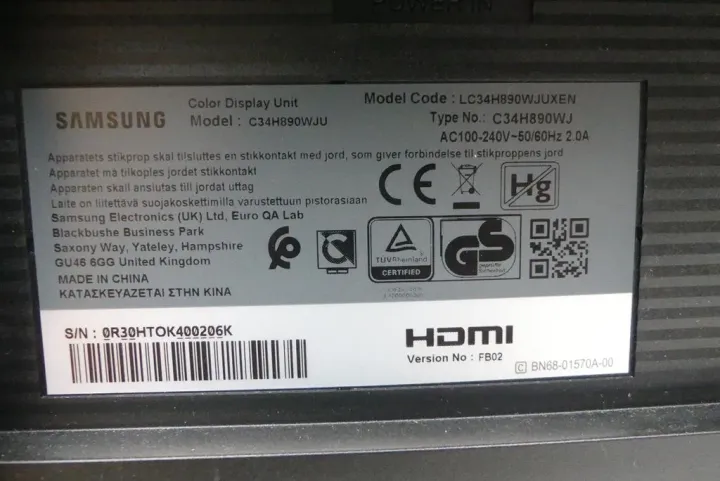 POWER IN
SAMSUNG
Color Display Unit
Model : C34H890WJU
Model Code : LC34H890WJUXEN
Type No.: C34H890WJ
AC100-240V~50/60Hz 2.0A
Apparatets stikprop skal tilsluttes en stikkontakt med jord, som giver forbindelse til stikproppens jord
Apparatet må tilkoples jordet stikkontakt
Apparaten skall anslutas till jordat uttag
Laite on liitettävä suojakoskettimilla varustettuun pistorasiaan
Samsung Electronics (UK) Ltd, Euro QA Lab
Blackbushe Business Park
Saxony Way, Yateley, Hampshire
GU46 6GG United Kingdom
MADE IN CHINA
ΚΑΤΑΣΚΕΥΑΖΕΤΑΙ ΣΤΗΝ ΚΙΝΑ
CE
Hg
TÜVRheinland
CERTIFIED
GS
geprüfte
Sicherheit
S/N : 0R30HTOK400206K
HDMI
Version No : FB02
C BN68-01570A-00